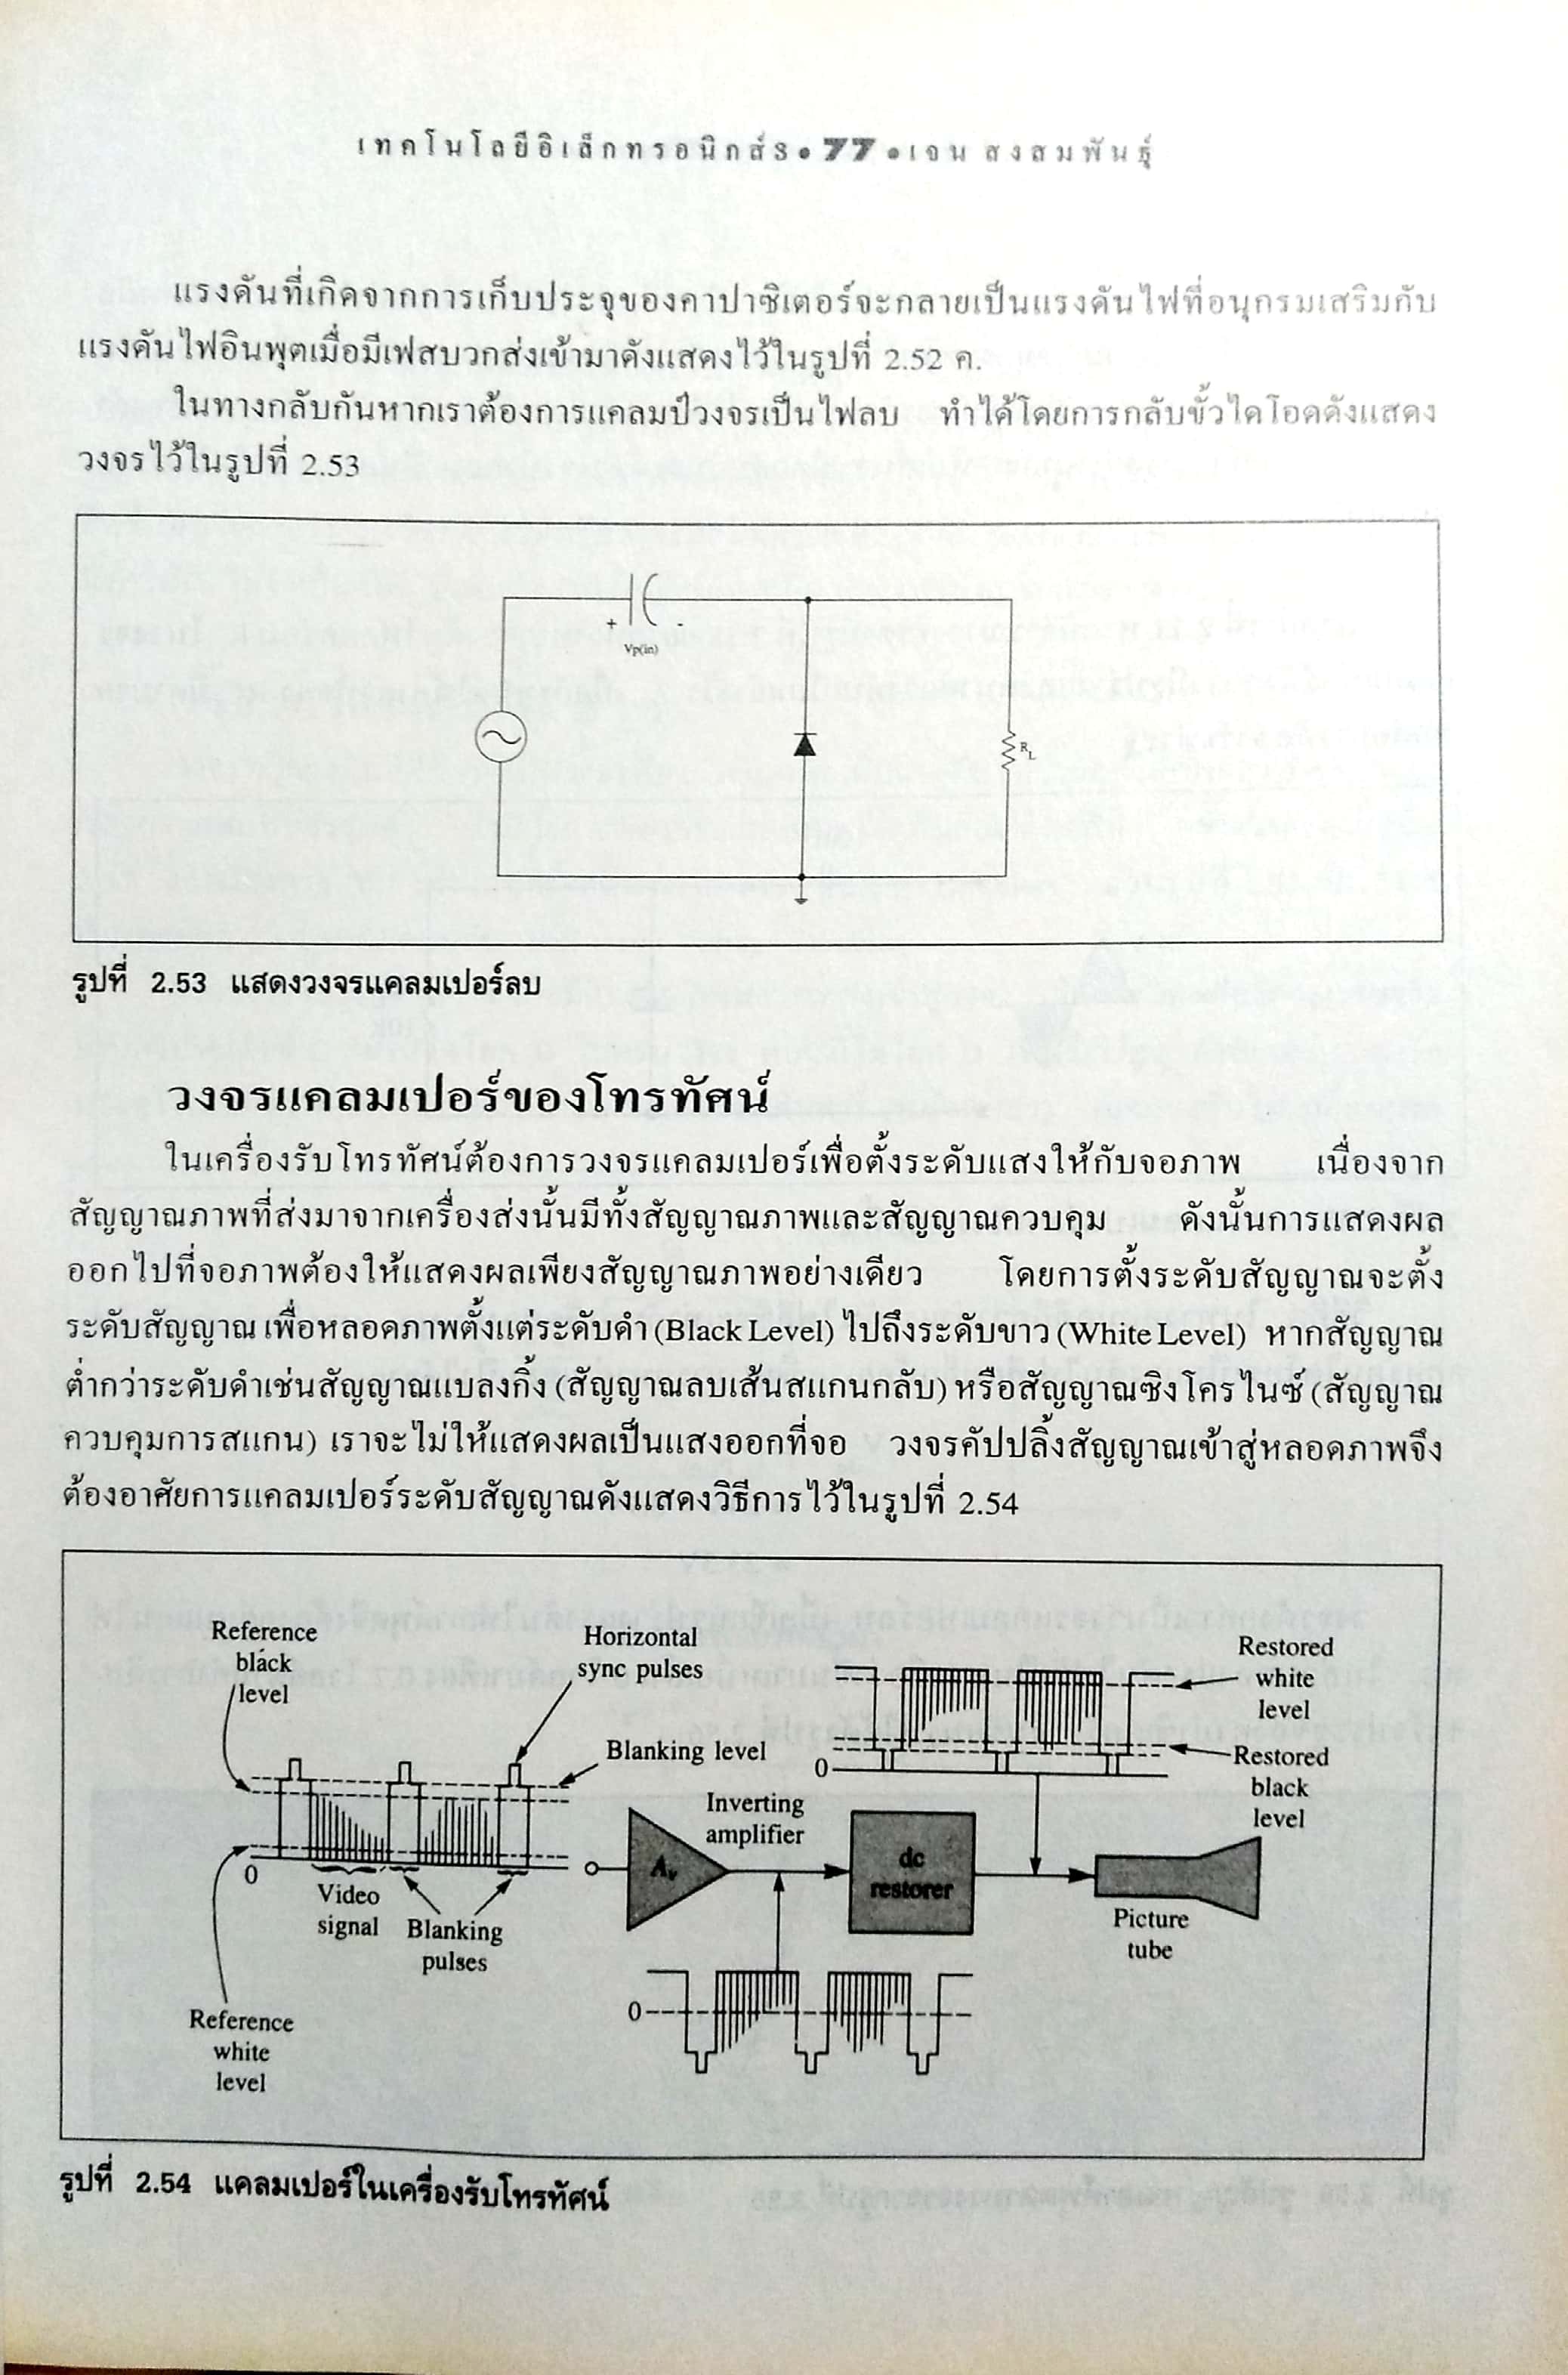 เทคโนโลยีอิเล็กทรอนิกส์3•77•เจน สงสมพันธุ์
แรงดันที่เกิดจากการเก็บประจุของคาปาซิเตอร์จะกลายเป็นแรงดันไฟที่อนุกรมเสริมกับ
แรงดันไฟอินพุตเมื่อมีเฟสบวกส่งเข้ามาดังแสดงไว้ในรูปที่ 2.52 ค.
ในทางกลับกันหากเราต้องการแคลมป์วงจรเป็นไฟลบ ทำได้โดยการกลับขั้วไดโอดดังแสดง
วงจรไว้ในรูปที่ 2.53
+ -
Vp(in)
RL
รูปที่ 2.53 แสดงวงจรแคลมเปอร์ลบ
วงจรแคลมเปอร์ของโทรทัศน์
ในเครื่องรับโทรทัศน์ต้องการวงจรแคลมเปอร์เพื่อตั้งระดับแสงให้กับจอภาพ เนื่องจาก
สัญญาณภาพที่ส่งมาจากเครื่องส่งนั้นมีทั้งสัญญาณภาพและสัญญาณควบคุม ดังนั้นการแสดงผล
ออกไปที่จอภาพต้องให้แสดงผลเพียงสัญญาณภาพอย่างเดียว โดยการตั้งระดับสัญญาณจะตั้ง
ระดับสัญญาณ เพื่อหลอดภาพตั้งแต่ระดับดำ (Black Level) ไปถึงระดับขาว (White Level) หากสัญญาณ
ต่ำกว่าระดับดำเช่นสัญญาณแบลงกิ้ง (สัญญาณลบเส้นสแกนกลับ) หรือสัญญาณซิงโครไนซ์ (สัญญาณ
ควบคุมการสแกน) เราจะไม่ให้แสดงผลเป็นแสงออกที่จอ วงจรคัปปลิ้งสัญญาณเข้าสู่หลอดภาพจึง
ต้องอาศัยการแคลมเปอร์ระดับสัญญาณดังแสดงวิธีการไว้ในรูปที่ 2.54
Reference
black
level
Horizontal
sync pulses
Blanking level
Restored
white
level
Restored
black
level
0
Inverting
amplifier
0
Av
dc
restorer
Video
signal
Blanking
pulses
Picture
tube
0
Reference
white
level
รูปที่ 2.54 แคลมเปอร์ในเครื่องรับโทรทัศน์